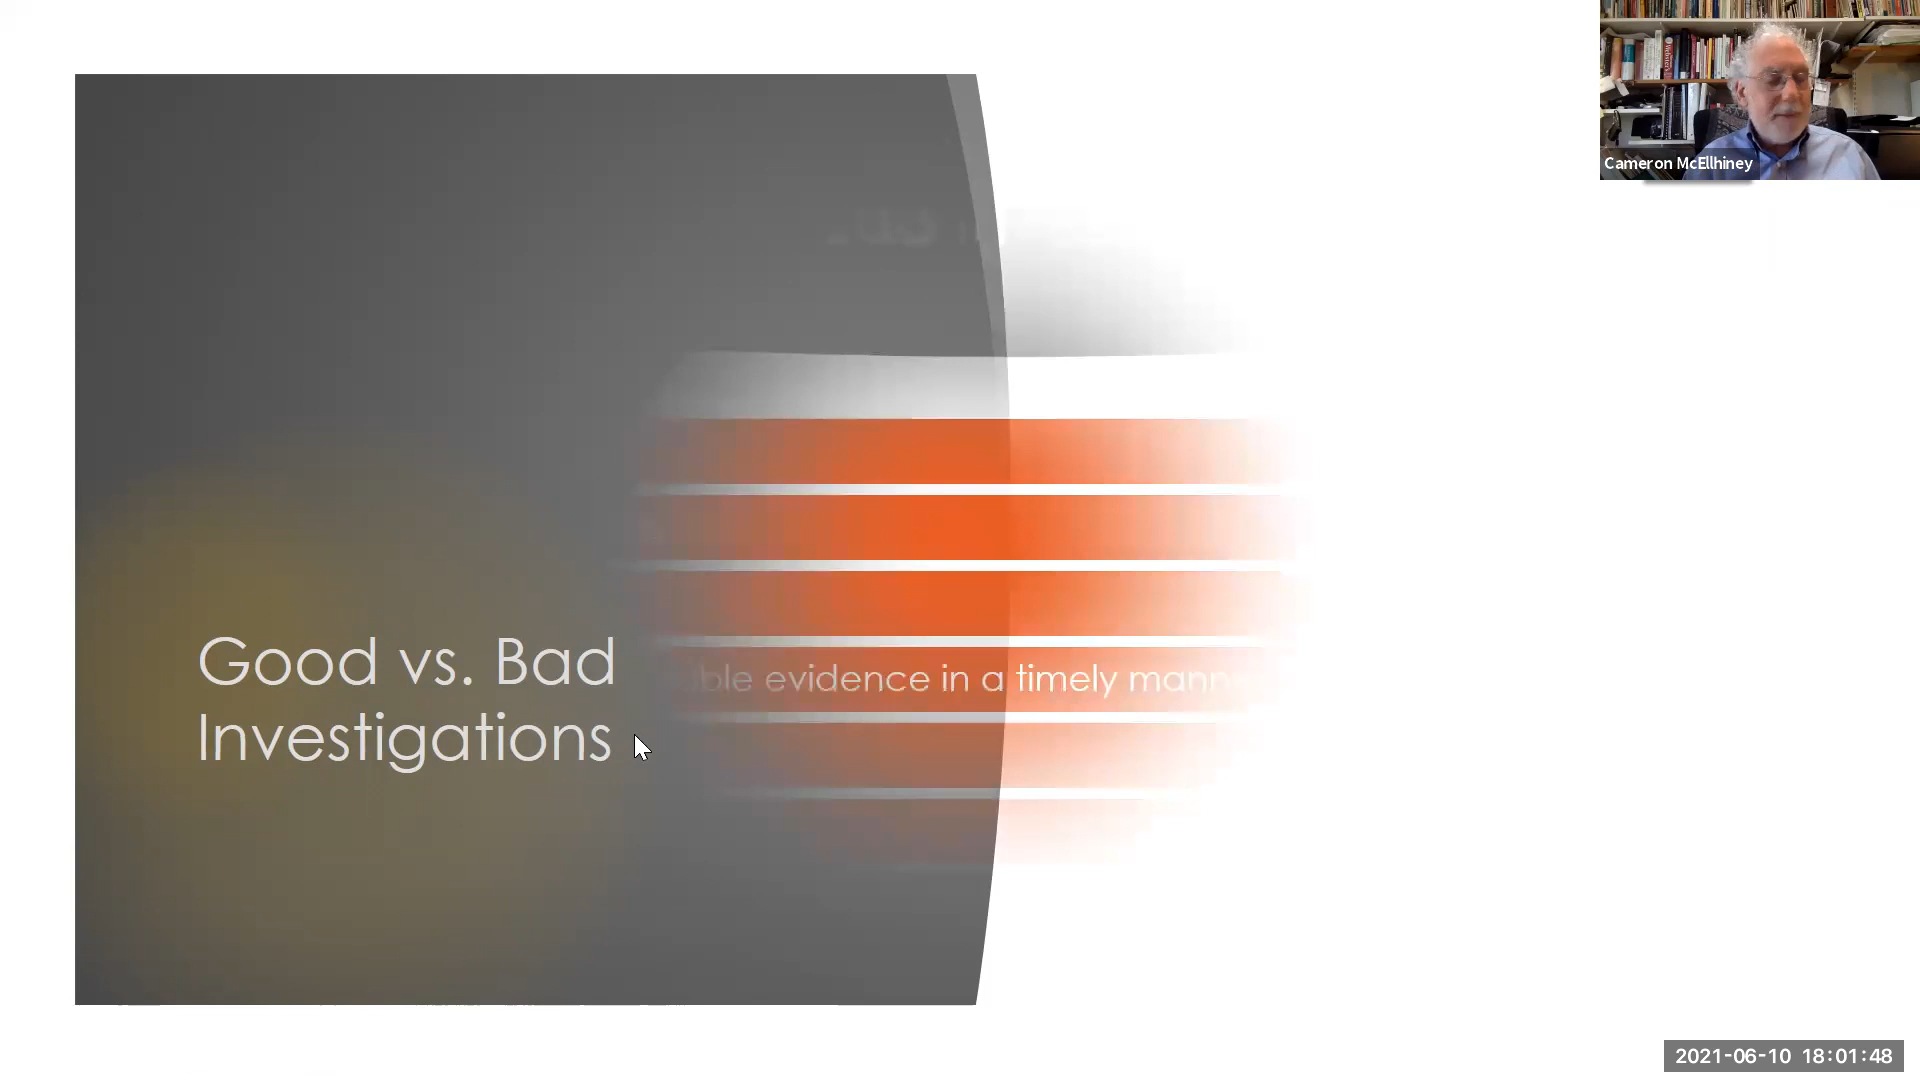 Cameron McEllhiney
Good vs. Bad
Investigations
evidence in a timely
2021-06-10 18:01:48